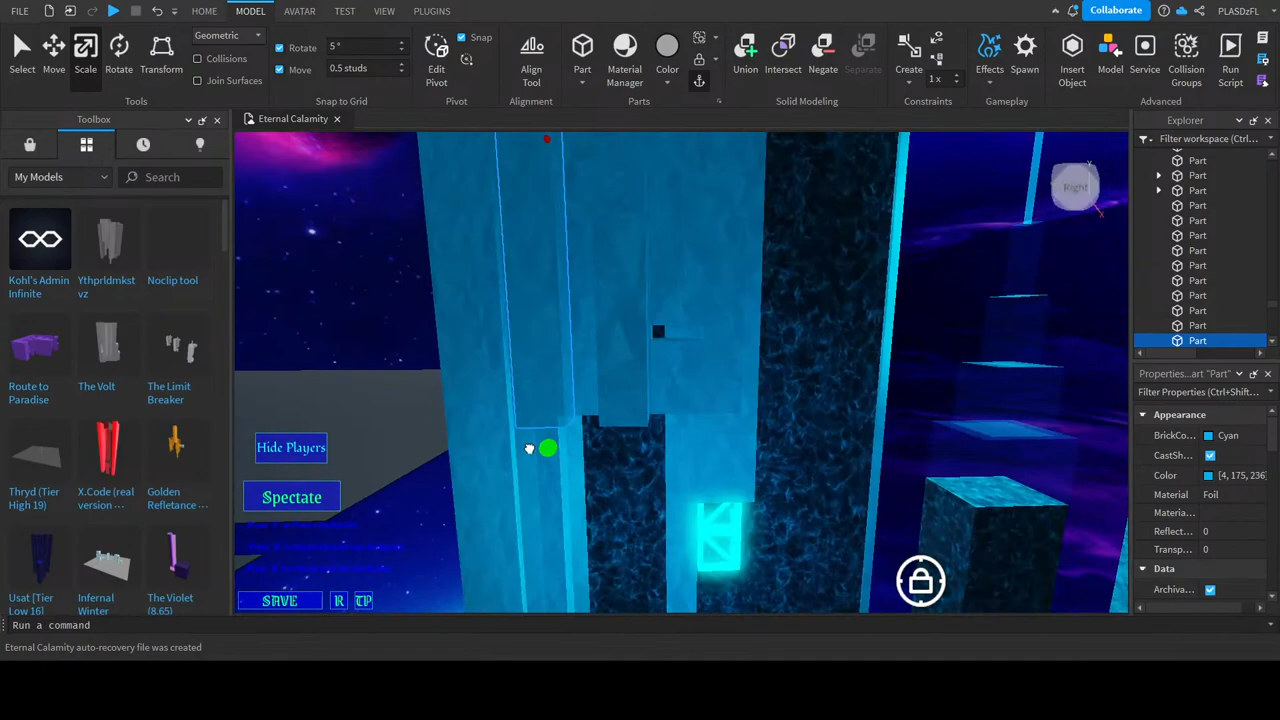 FILE HOME MODEL AVATAR TEST VIEW PLUGINS Collaborate PLASDzFL
Select Move Scale Rotate Transform
Geometric
Collisions
Join Surfaces
Tools
Rotate 5 °
Move 0.5 studs
Snap to Grid
Edit Pivot
Snap
Pivot
Align Tool
Alignment
Part Material Manager Color
Parts
Union Intersect Negate Separate
Solid Modeling
Create
1 x
Constraints
Effects Spawn
Gameplay
Insert Object Model Service Collision Groups Run Script
Advanced
Toolbox
My Models
Search
Kohl's Admin Infinite
Ythprldmkst vz
Noclip tool
Route to Paradise
The Volt
The Limit Breaker
Thryd (Tier High 19)
X.Code (real version ...
Golden Refletance ...
Usat [Tier Low 16]
Infernal Winter
The Violet (8.65)
Eternal Calamity
Right
Y
X
Hide Players
Spectate
SAVE R TP
Explorer
Filter workspace (Ctrl+...
Part
Part
Part
Part
Part
Part
Part
Part
Part
Part
Part
Part
Part
Properties...art "Part"
Filter Properties (Ctrl+Shift...
Appearance
BrickCo... Cyan
CastSh...
Color [4, 175, 236]
Material Foil
Materia...
Reflect... 0
Transp... 0
Data
Archiva...
Run a command
Eternal Calamity auto-recovery file was created